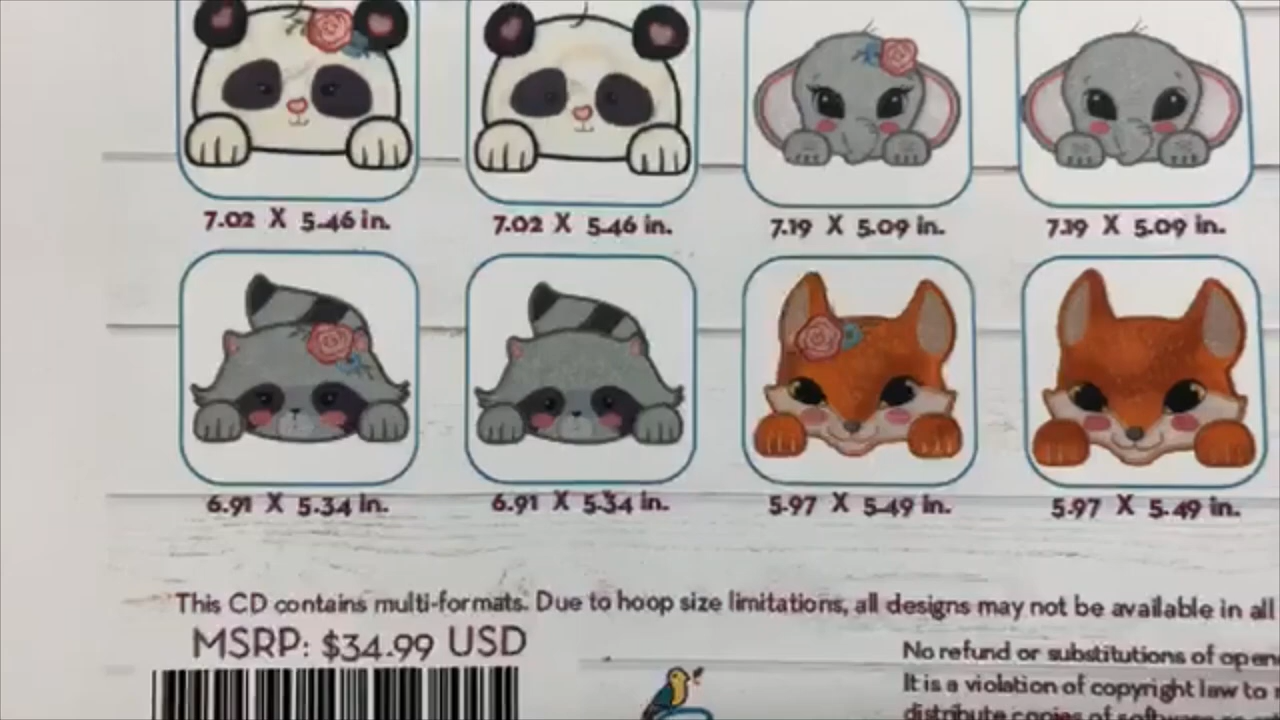 7.02 X 5.46 in. 7.02 X 5.46 in. 7.19 X 5.09 in. 7.19 X 5.09 in.
6.91 X 5.34 in. 6.91 X 5.34 in. 5.97 X 5.49 in. 5.97 X 5.49 in.
This CD contains multi-formats. Due to hoop size limitations, all designs may not be available in all
MSRP: $34.99 USD
No refund or substitutions of open
It is a violation of copyright law to
distribute copies of